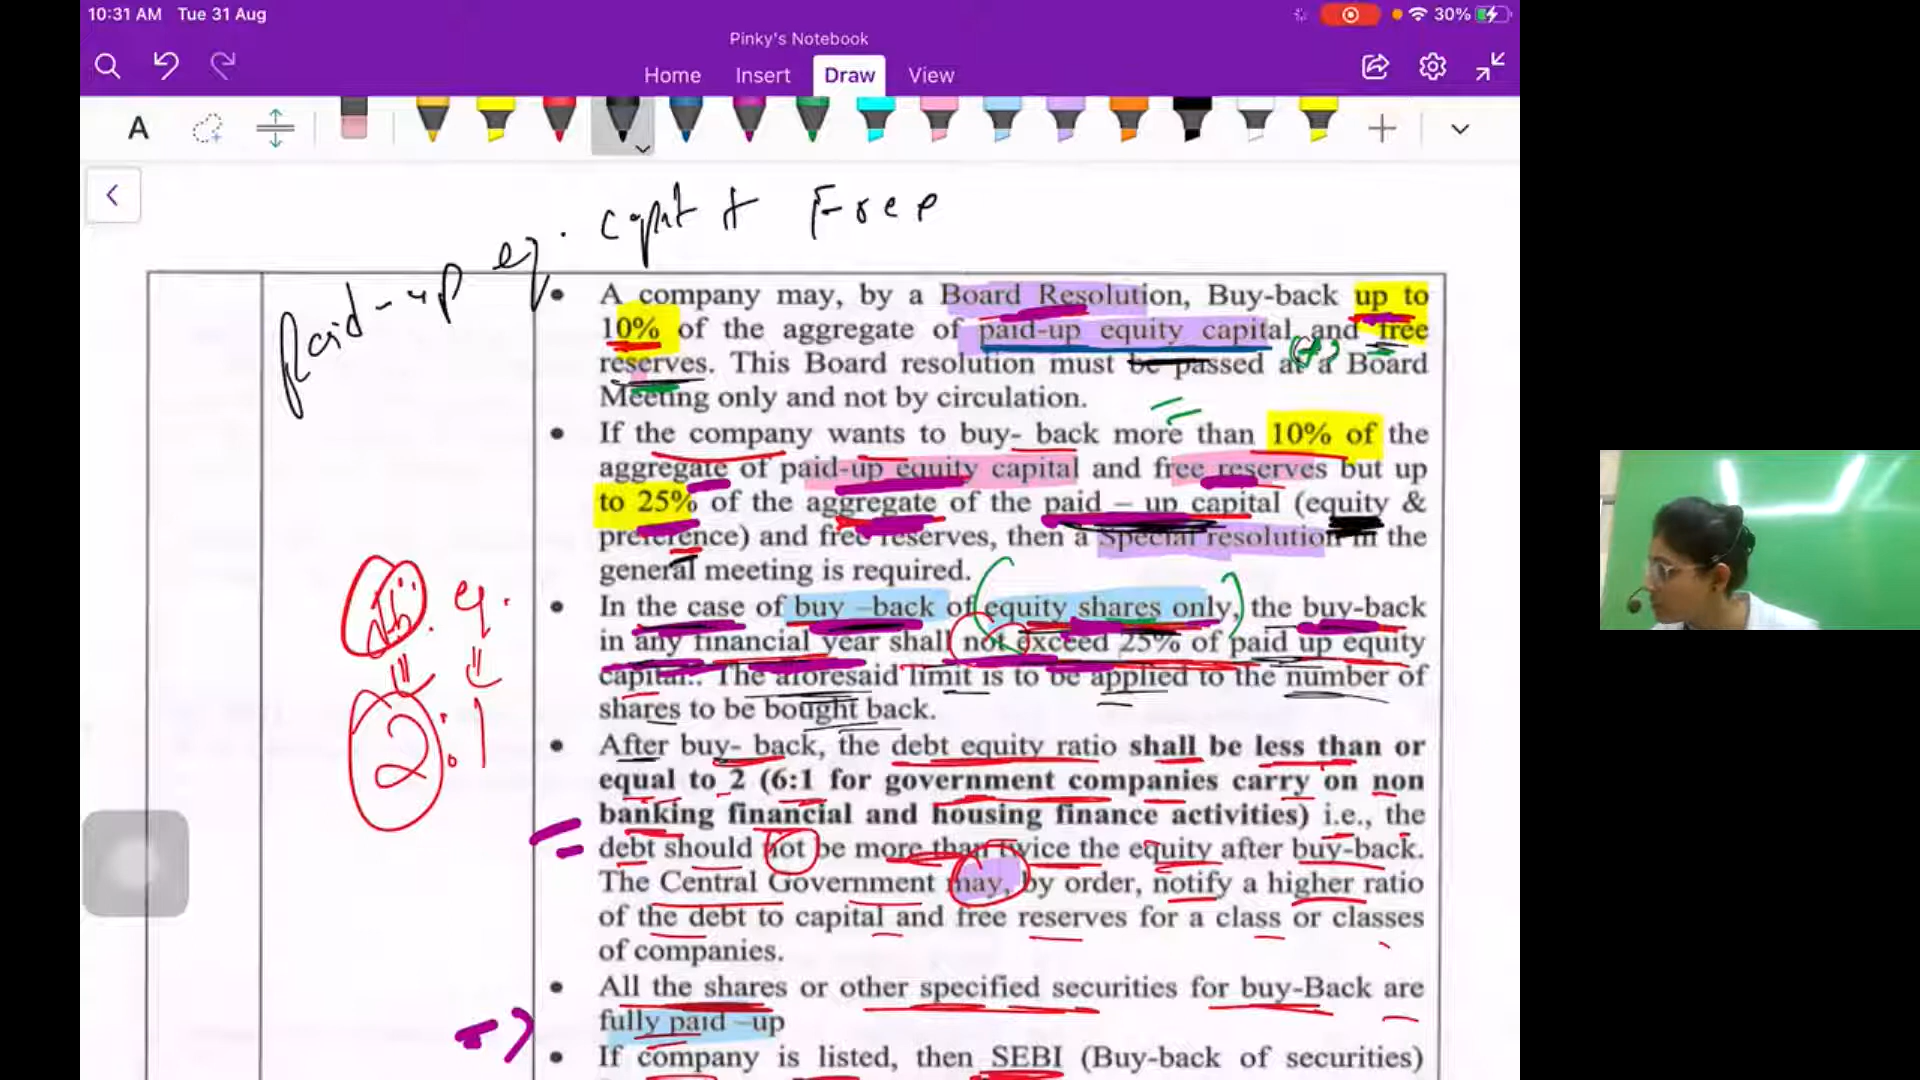 10:31 AM Tue 31 Aug
30%
Pinky's Notebook
Home Insert Draw View
A
Paid-up eq. capit + Free
• A company may, by a Board Resolution, Buy-back up to
10% of the aggregate of paid-up equity capital and free
reserves. This Board resolution must be passed at a Board
Meeting only and not by circulation.
• If the company wants to buy- back more than 10% of the
aggregate of paid-up equity capital and free reserves but up
to 25% of the aggregate of the paid – up capital (equity &
preference) and free reserves, then a Special resolution in the
general meeting is required.
• In the case of buy –back of equity shares only, the buy-back
in any financial year shall not exceed 25% of paid up equity
capital.. The aforesaid limit is to be applied to the number of
shares to be bought back.
eq.
2:1
• After buy- back, the debt equity ratio shall be less than or
equal to 2 (6:1 for government companies carry on non
banking financial and housing finance activities) i.e., the
debt should not be more than twice the equity after buy-back.
The Central Government may, by order, notify a higher ratio
of the debt to capital and free reserves for a class or classes
of companies.
• All the shares or other specified securities for buy-Back are
fully paid –up
• If company is listed, then SEBI (Buy-back of securities)